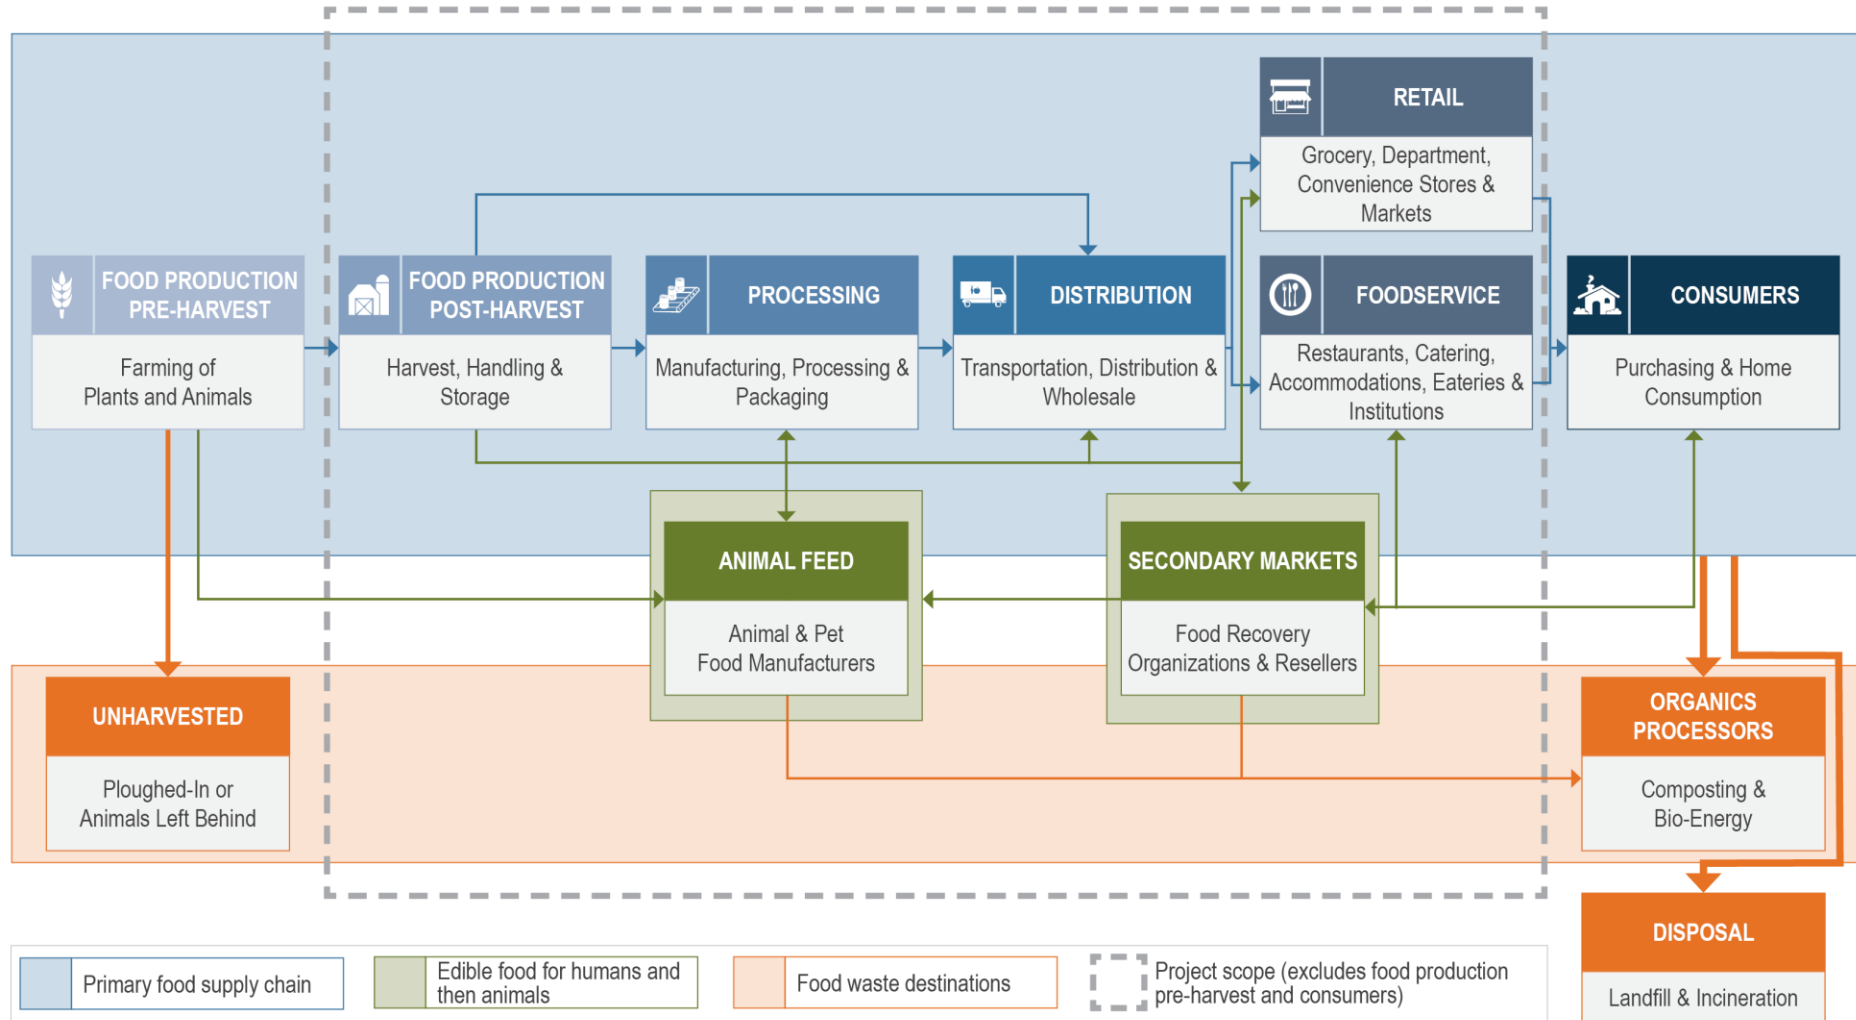 RETAIL
Grocery, Department,
Convenience Stores &
Markets
FOOD PRODUCTION
PRE-HARVEST
Farming of
Plants and Animals
FOOD PRODUCTION
POST-HARVEST
Harvest, Handling &
Storage
PROCESSING
Manufacturing, Processing &
Packaging
DISTRIBUTION
Transportation, Distribution &
Wholesale
FOODSERVICE
Restaurants, Catering,
Accommodations, Eateries &
Institutions
CONSUMERS
Purchasing & Home
Consumption
ANIMAL FEED
Animal & Pet
Food Manufacturers
SECONDARY MARKETS
Food Recovery
Organizations & Resellers
UNHARVESTED
Ploughed-In or
Animals Left Behind
ORGANICS
PROCESSORS
Composting &
Bio-Energy
DISPOSAL
Landfill & Incineration
Primary food supply chain
Edible food for humans and
then animals
Food waste destinations
Project scope (excludes food production
pre-harvest and consumers)